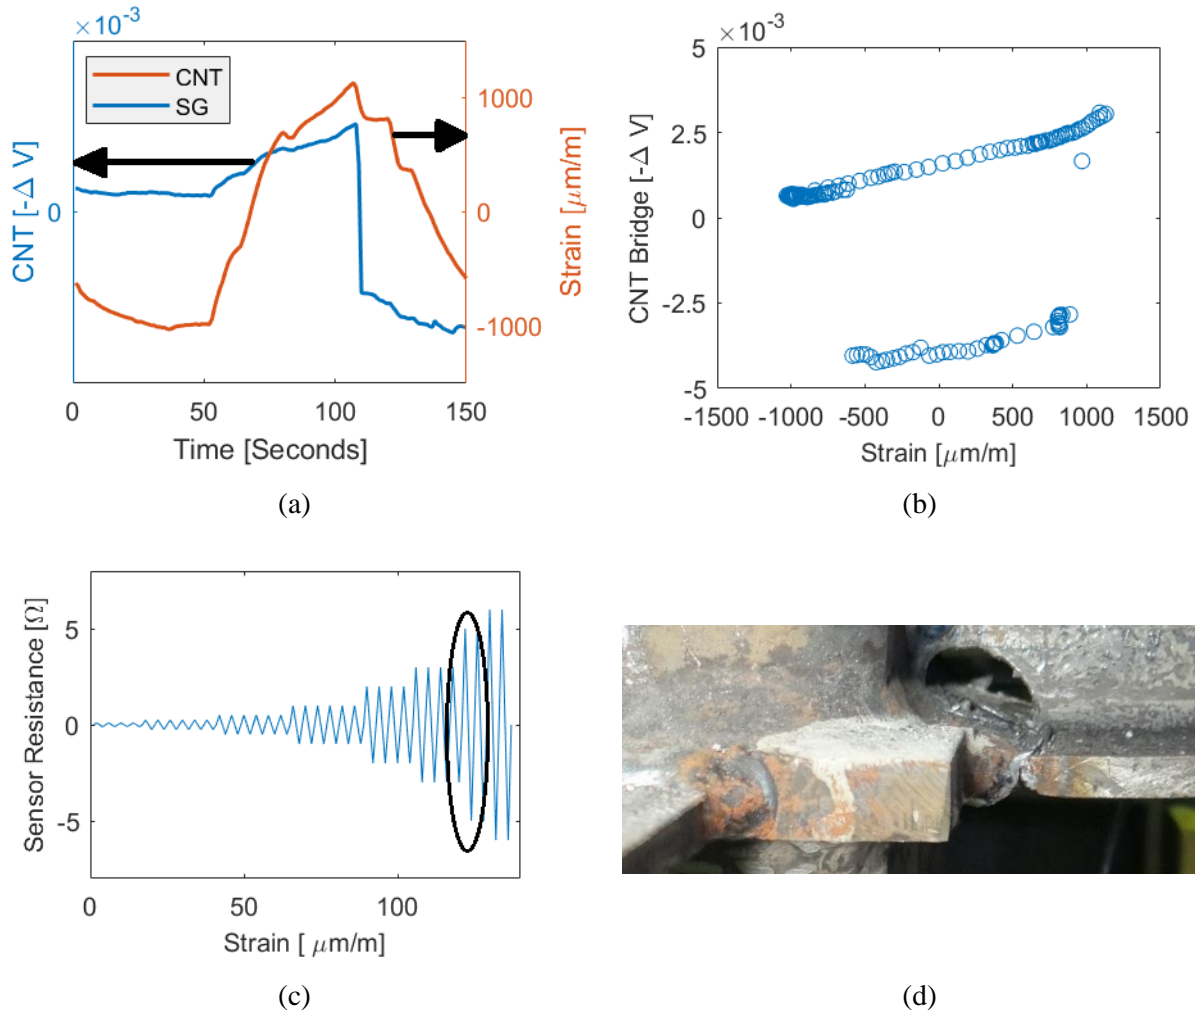 ×10⁻³
CNT
SG
CNT [-Δ V]
0
1000
0
-1000
Strain [μm/m]
0
50
100
150
Time [Seconds]
(a)
×10⁻³
5
2.5
0
-2.5
-5
CNT Bridge [-Δ V]
-1500
-1000
-500
0
500
1000
1500
Strain [μm/m]
(b)
5
0
-5
Sensor Resistance [Ω]
0
50
100
Strain [ μm/m]
(c)
(d)